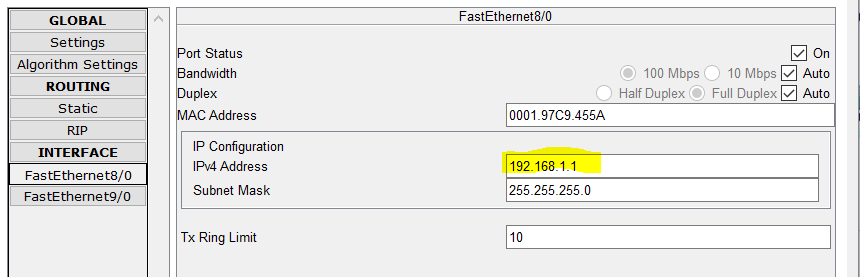 GLOBAL
Settings
Algorithm Settings
ROUTING
Static
RIP
INTERFACE
FastEthernet8/0
FastEthernet9/0
FastEthernet8/0
Port Status On
Bandwidth 100 Mbps 10 Mbps Auto
Duplex Half Duplex Full Duplex Auto
MAC Address 0001.97C9.455A
IP Configuration
IPv4 Address 192.168.1.1
Subnet Mask 255.255.255.0
Tx Ring Limit 10